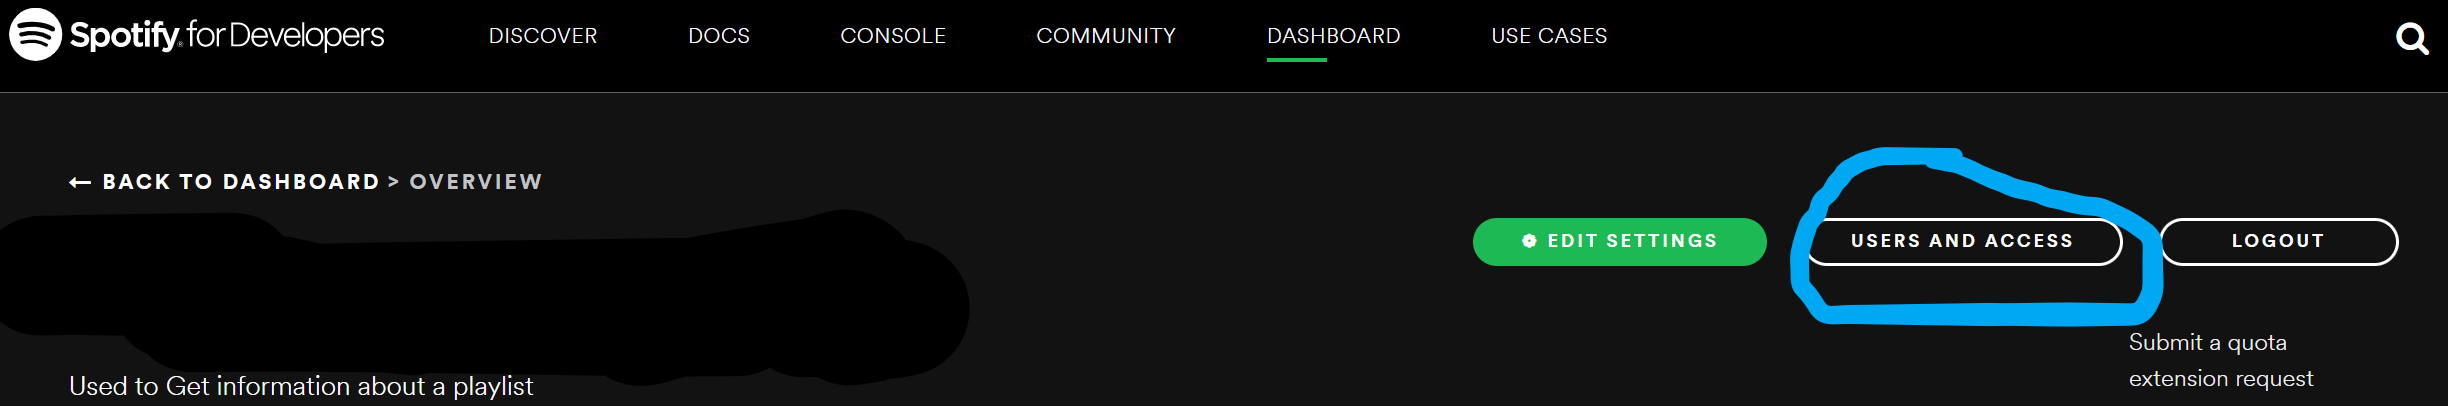 Spotify® for Developers DISCOVER DOCS CONSOLE COMMUNITY DASHBOARD USE CASES
← BACK TO DASHBOARD > OVERVIEW
EDIT SETTINGS USERS AND ACCESS LOGOUT
Submit a quota
extension request
Used to Get information about a playlist